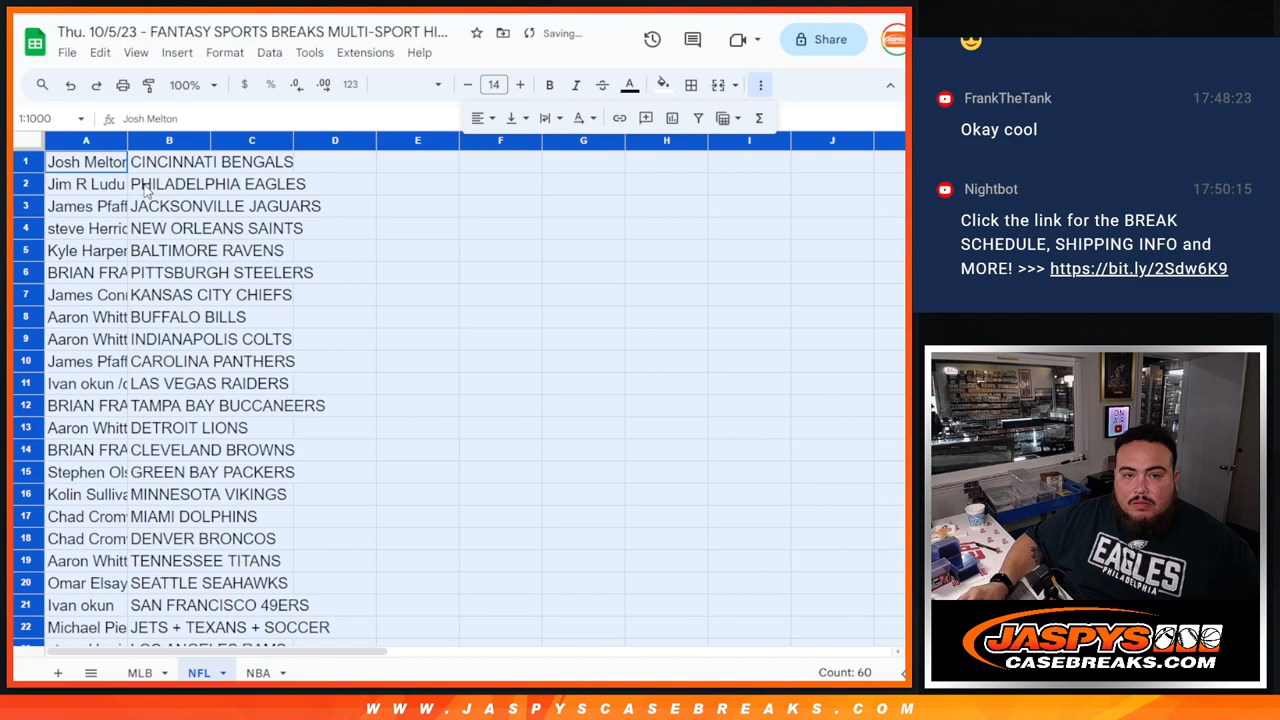 Thu. 10/5/23 - FANTASY SPORTS BREAKS MULTI-SPORT HI...
Saving...
Share
File Edit View Insert Format Data Tools Extensions Help
100% $ % .0 .00 123 14 B I S A
1:1000 fx Josh Melton
A B C D E F G H I J
1 Josh Melton CINCINNATI BENGALS
2 Jim R Ludu PHILADELPHIA EAGLES
3 James Pfaff JACKSONVILLE JAGUARS
4 steve Herric NEW ORLEANS SAINTS
5 Kyle Harper BALTIMORE RAVENS
6 BRIAN FRA PITTSBURGH STEELERS
7 James Conn KANSAS CITY CHIEFS
8 Aaron Whitt BUFFALO BILLS
9 Aaron Whitt INDIANAPOLIS COLTS
10 James Pfaff CAROLINA PANTHERS
11 Ivan okun /c LAS VEGAS RAIDERS
12 BRIAN FRA TAMPA BAY BUCCANEERS
13 Aaron Whitt DETROIT LIONS
14 BRIAN FRA CLEVELAND BROWNS
15 Stephen Ols GREEN BAY PACKERS
16 Kolin Sulliva MINNESOTA VIKINGS
17 Chad Crom MIAMI DOLPHINS
18 Chad Crom DENVER BRONCOS
19 Aaron Whitt TENNESSEE TITANS
20 Omar Elsay SEATTLE SEAHAWKS
21 Ivan okun SAN FRANCISCO 49ERS
22 Michael Pie JETS + TEXANS + SOCCER
LOS ANGELES RAMS
MLB NFL NBA
Count: 60
FrankTheTank 17:48:23
Okay cool
Nightbot 17:50:15
Click the link for the BREAK
SCHEDULE, SHIPPING INFO and
MORE! >>> https://bit.ly/2Sdw6K9
ON
AIR
EAGLES
PHILADELPHIA
JASPYS
CASEBREAKS.COM
WWW.JASPYSCASEBREAKS.COM